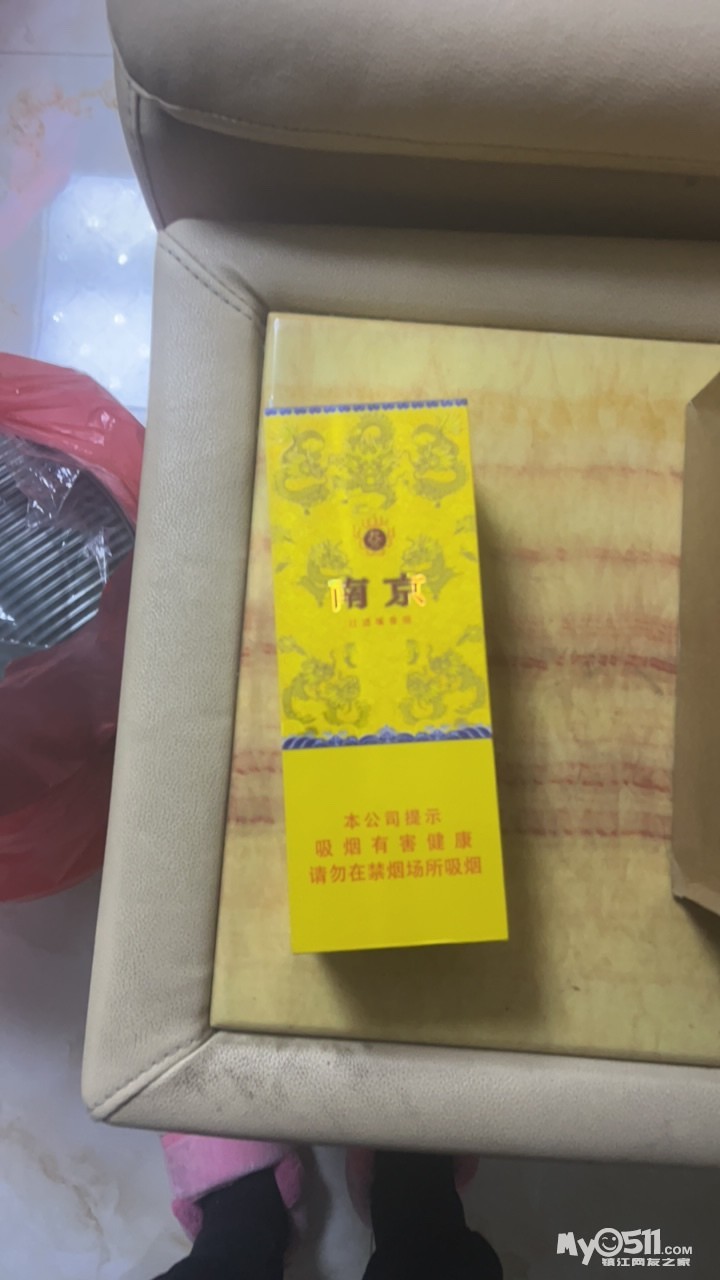 南京
本公司提示
吸烟有害健康
请勿在禁烟场所吸烟
My0511.COM
镇江网友之家